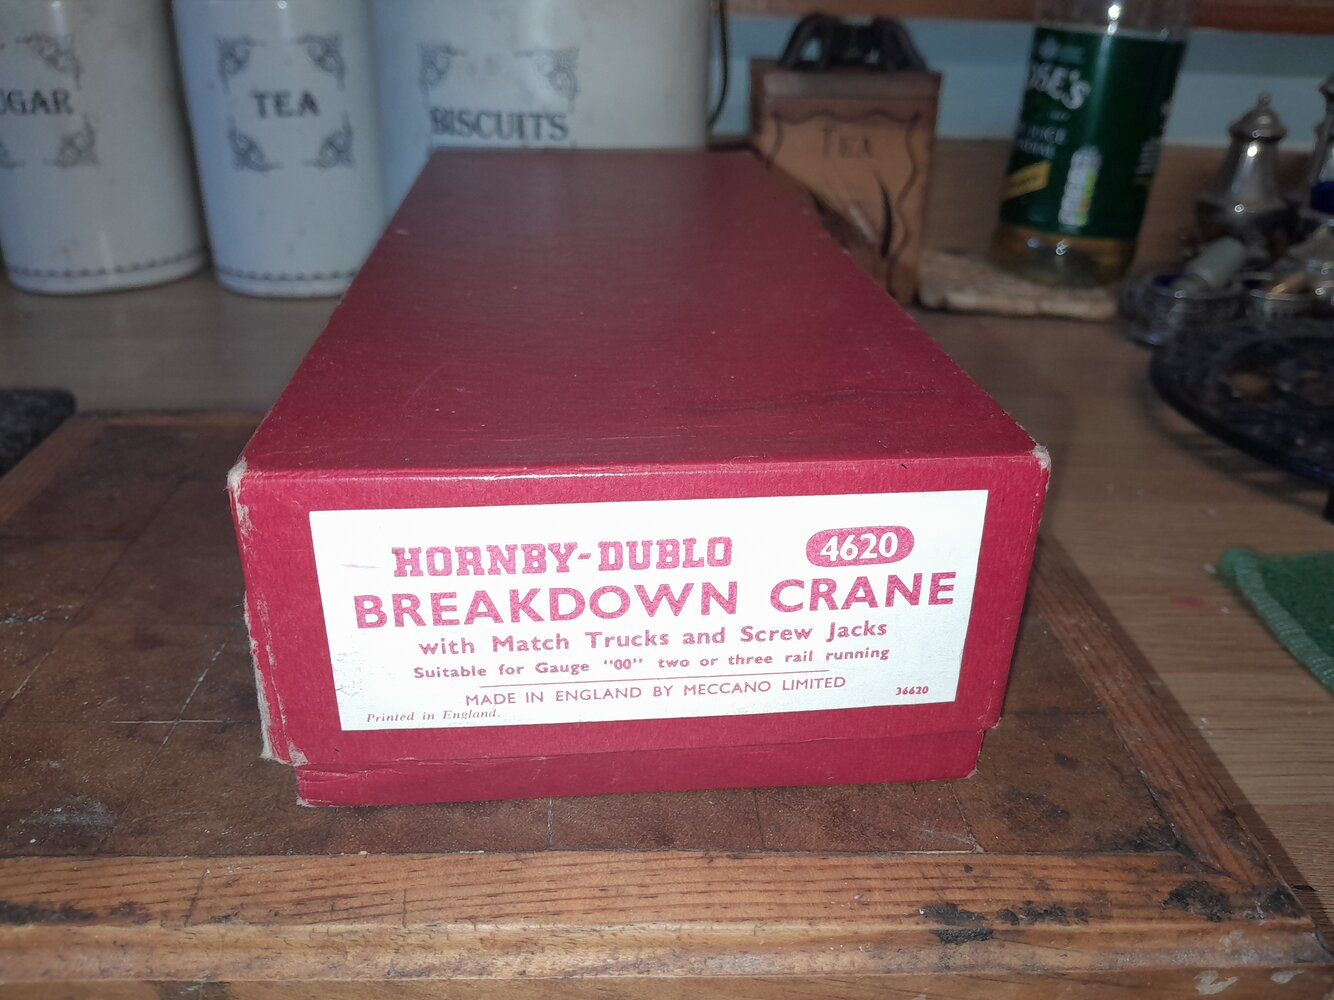 TEA
BISCUITS
TEA
HORNBY-DUBLO 4620
BREAKDOWN CRANE
with Match Trucks and Screw Jacks
Suitable for Gauge "00" two or three rail running
MADE IN ENGLAND BY MECCANO LIMITED
Printed in England. 36620